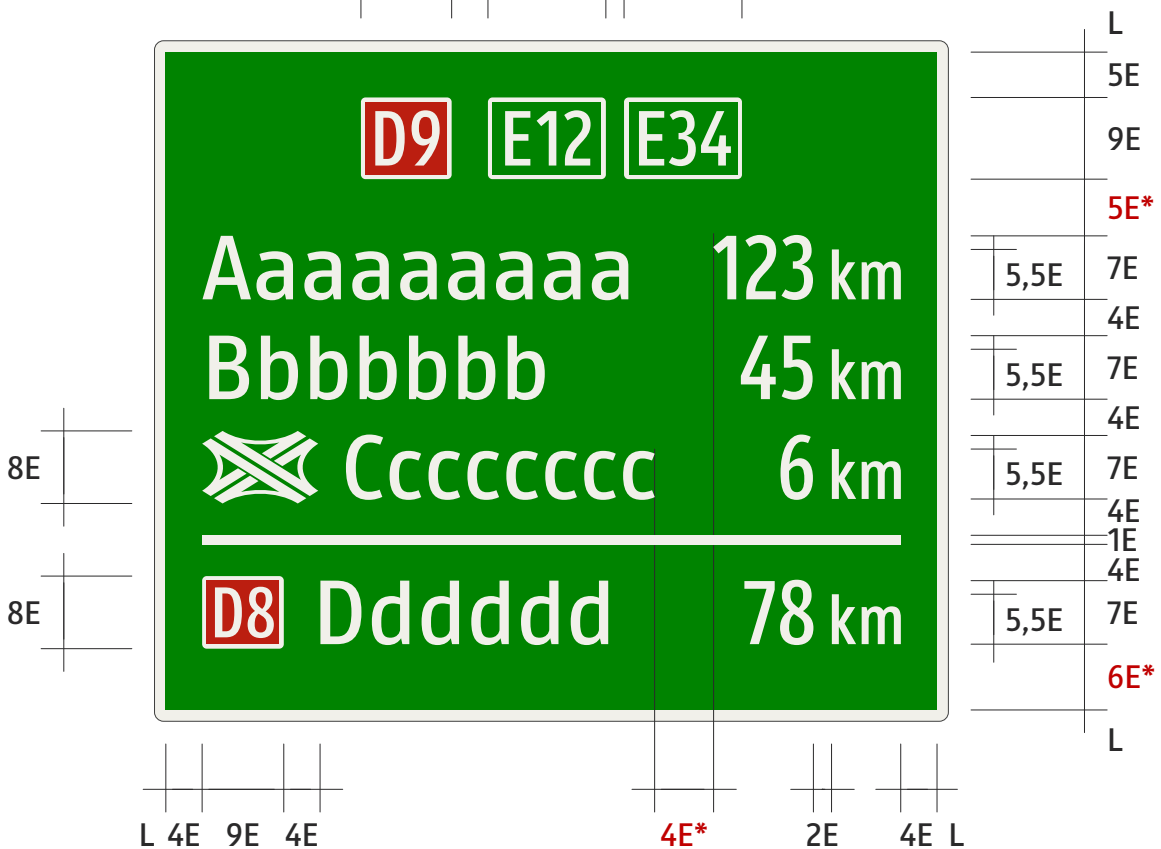 L
5E
D9 E12 E34
9E
5E*
Aaaaaaaaa 123 km
5,5E 7E
4E
Bbbbbbb 45 km
5,5E 7E
4E
8E
Cccccccc 6 km
5,5E 7E
4E
1E
4E
8E
D8 Dddddd 78 km
5,5E 7E
6E*
L
L 4E 9E 4E 4E* 2E 4E L